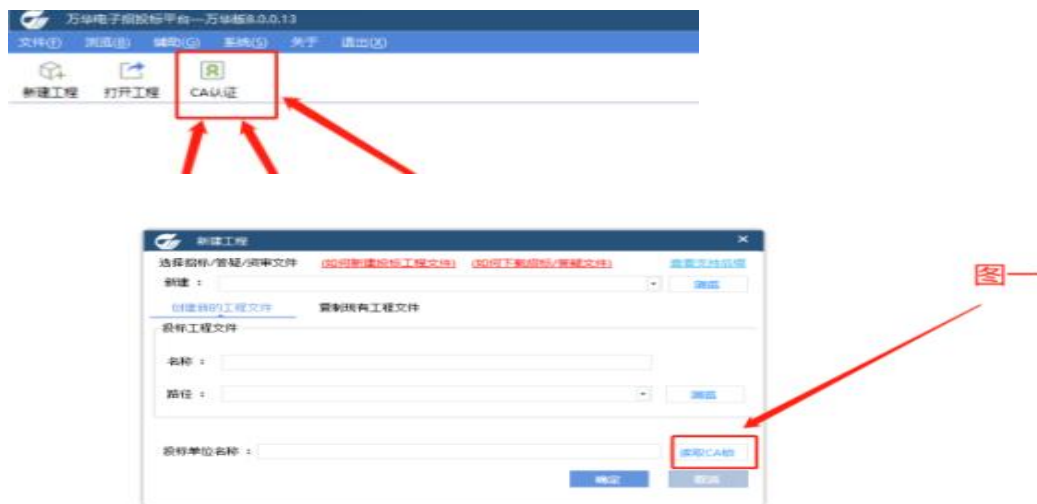 万华电子招投标平台—万华版8.0.0.13
文件(F) 浏览(B) 辅助(G) 系统(S) 关于 退出(X)
新建工程 打开工程 CA认证
新建工程
选择招标/答疑/资审文件 (如何新建投标工程文件) (如何下载招标/答疑文件) 查看文件后缀
新建： 浏览
图一
创建新的工程文件 复制现有工程文件
投标工程文件
名称：
路径： 浏览
投标单位名称： 读取CA锁
确定 取消